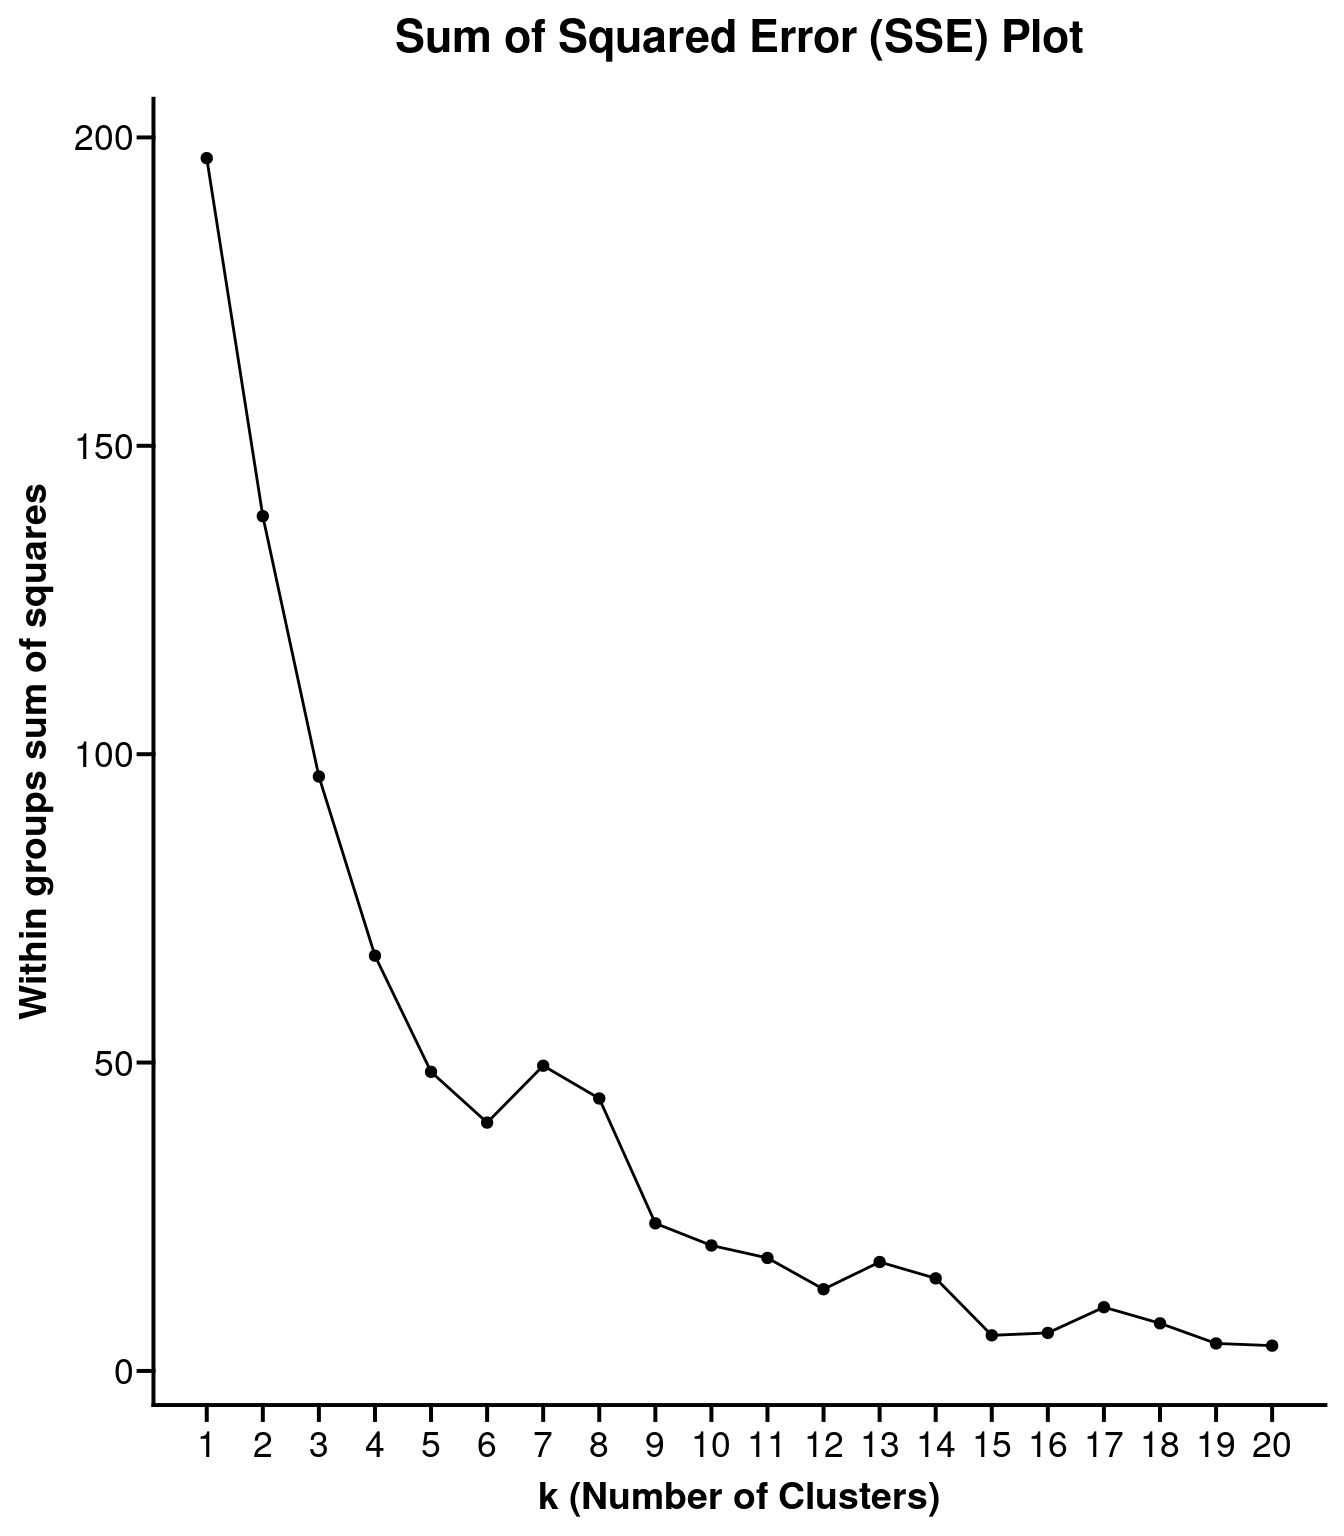 Sum of Squared Error (SSE) Plot
200
150
100
50
0
Within groups sum of squares
1 2 3 4 5 6 7 8 9 10 11 12 13 14 15 16 17 18 19 20
k (Number of Clusters)